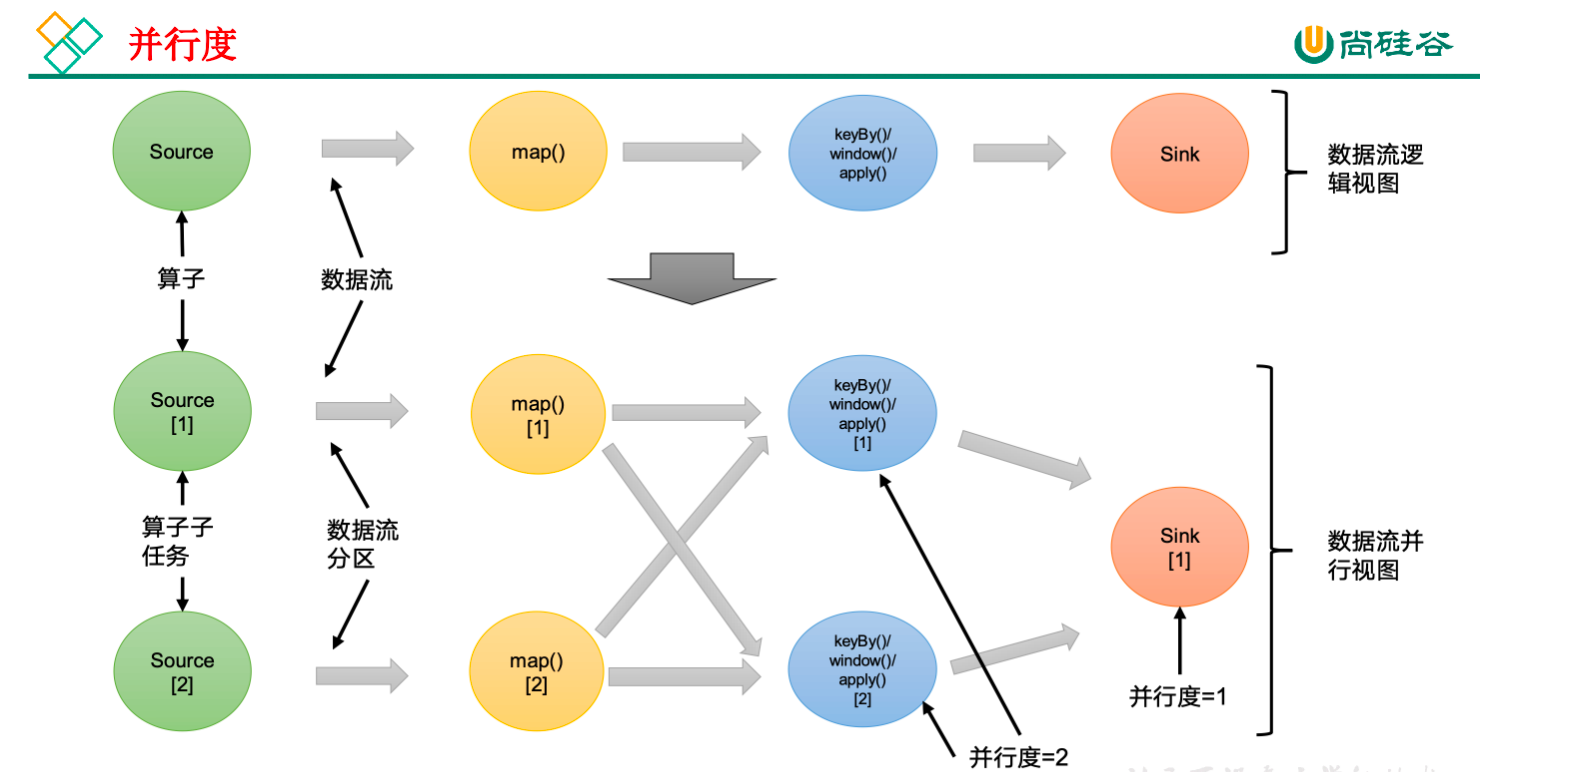 并行度
尚硅谷
Source
map()
keyBy()/
window()/
apply()
Sink
数据流逻
辑视图
算子
数据流
Source
[1]
map()
[1]
keyBy()/
window()/
apply()
[1]
算子子
任务
数据流
分区
Sink
[1]
数据流并
行视图
Source
[2]
map()
[2]
keyBy()/
window()/
apply()
[2]
并行度=1
并行度=2